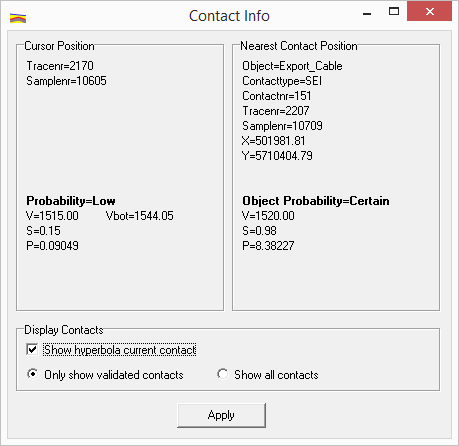 Contact Info
Cursor Position
Tracenr=2170
Samplenr=10605
Probability=Low
V=1515.00 Vbot=1544.05
S=0.15
P=0.09049
Nearest Contact Position
Object=Export_Cable
Contacttype=SEI
Contactnr=151
Tracenr=2207
Samplenr=10709
X=501981.81
Y=5710404.79
Object Probability=Certain
V=1520.00
S=0.98
P=8.38227
Display Contacts
Show hyperbola current contact
Only show validated contacts Show all contacts
Apply